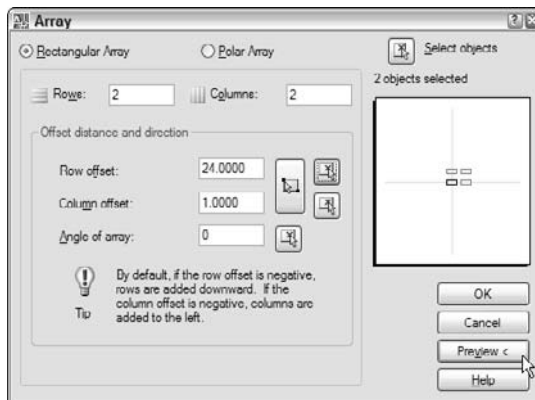 Array
Rectangular Array
Polar Array
Select objects
2 objects selected
Rows: 2
Columns: 2
Offset distance and direction
Row offset: 24.0000
Column offset: 1.0000
Angle of array: 0
Tip
By default, if the row offset is negative,
rows are added downward. If the
column offset is negative, columns are
added to the left.
OK
Cancel
Preview <
Help